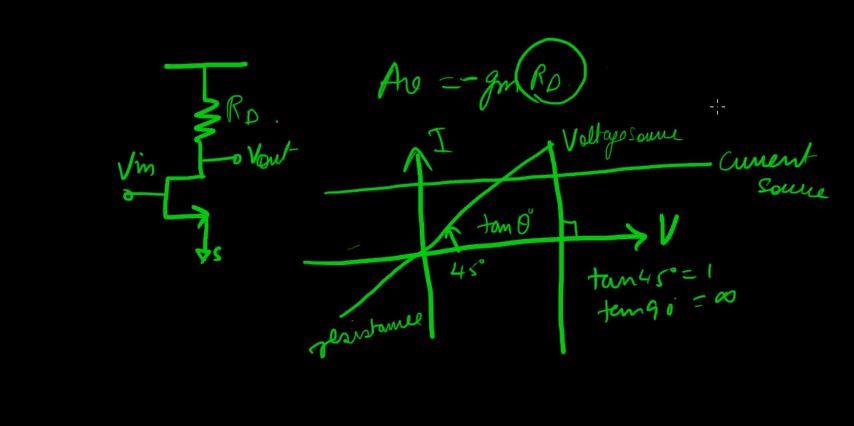 Av = -gm RD.
RD.
Vin
Vout
S
I
Voltage source
Current
source
tan θ°
V
45°
tan 45° = 1
tan 90 = ∞
resistance